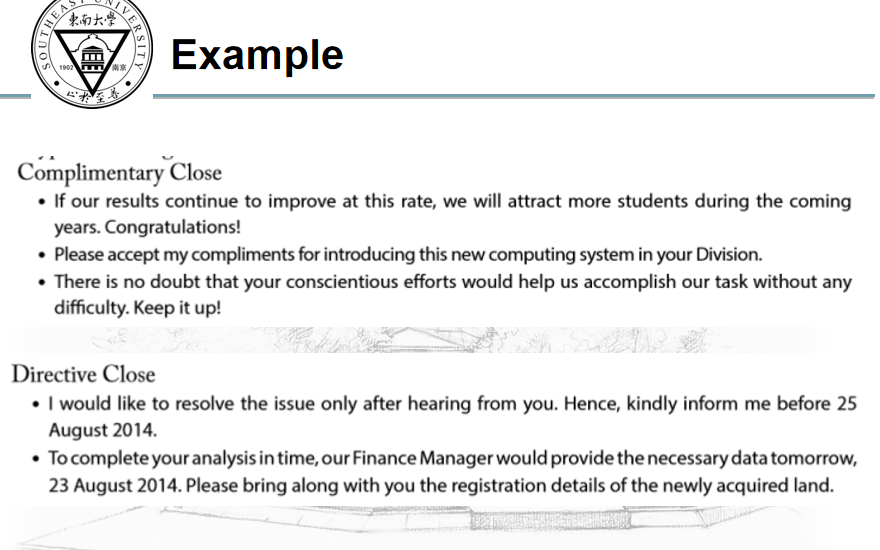 SOUTHEAST UNIVERSITY
東南大學
1902 南京
Example
Complimentary Close
• If our results continue to improve at this rate, we will attract more students during the coming
years. Congratulations!
• Please accept my compliments for introducing this new computing system in your Division.
• There is no doubt that your conscientious efforts would help us accomplish our task without any
difficulty. Keep it up!
Directive Close
• I would like to resolve the issue only after hearing from you. Hence, kindly inform me before 25
August 2014.
• To complete your analysis in time, our Finance Manager would provide the necessary data tomorrow,
23 August 2014. Please bring along with you the registration details of the newly acquired land.